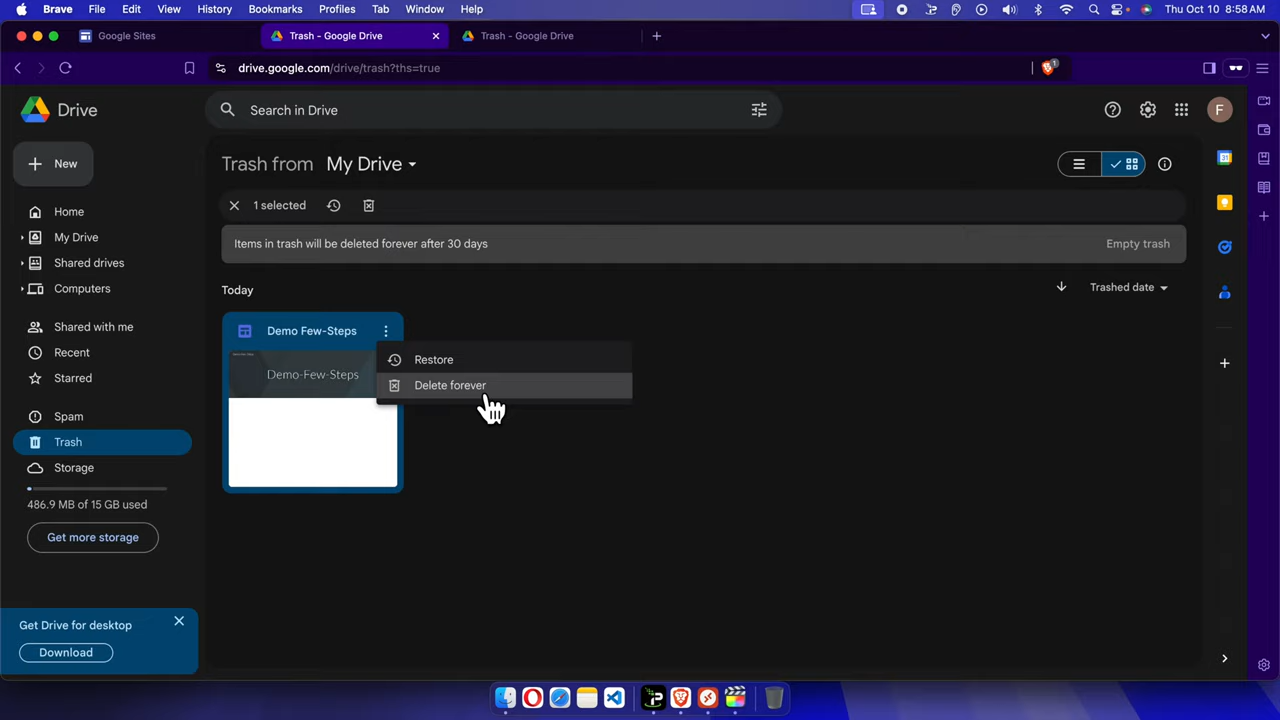 Brave File Edit View History Bookmarks Profiles Tab Window Help Thu Oct 10 8:58 AM
Google Sites Trash - Google Drive Trash - Google Drive
drive.google.com/drive/trash?ths=true 1
Drive Search in Drive F
New
Trash from My Drive
1 selected
Items in trash will be deleted forever after 30 days Empty trash
Today Trashed date
Home
My Drive
Shared drives
Computers
Shared with me
Recent
Starred
Spam
Trash
Storage
486.9 MB of 15 GB used
Get more storage
Get Drive for desktop
Download
Demo Few-Steps
Demo-Few-Steps
Restore
Delete forever
31